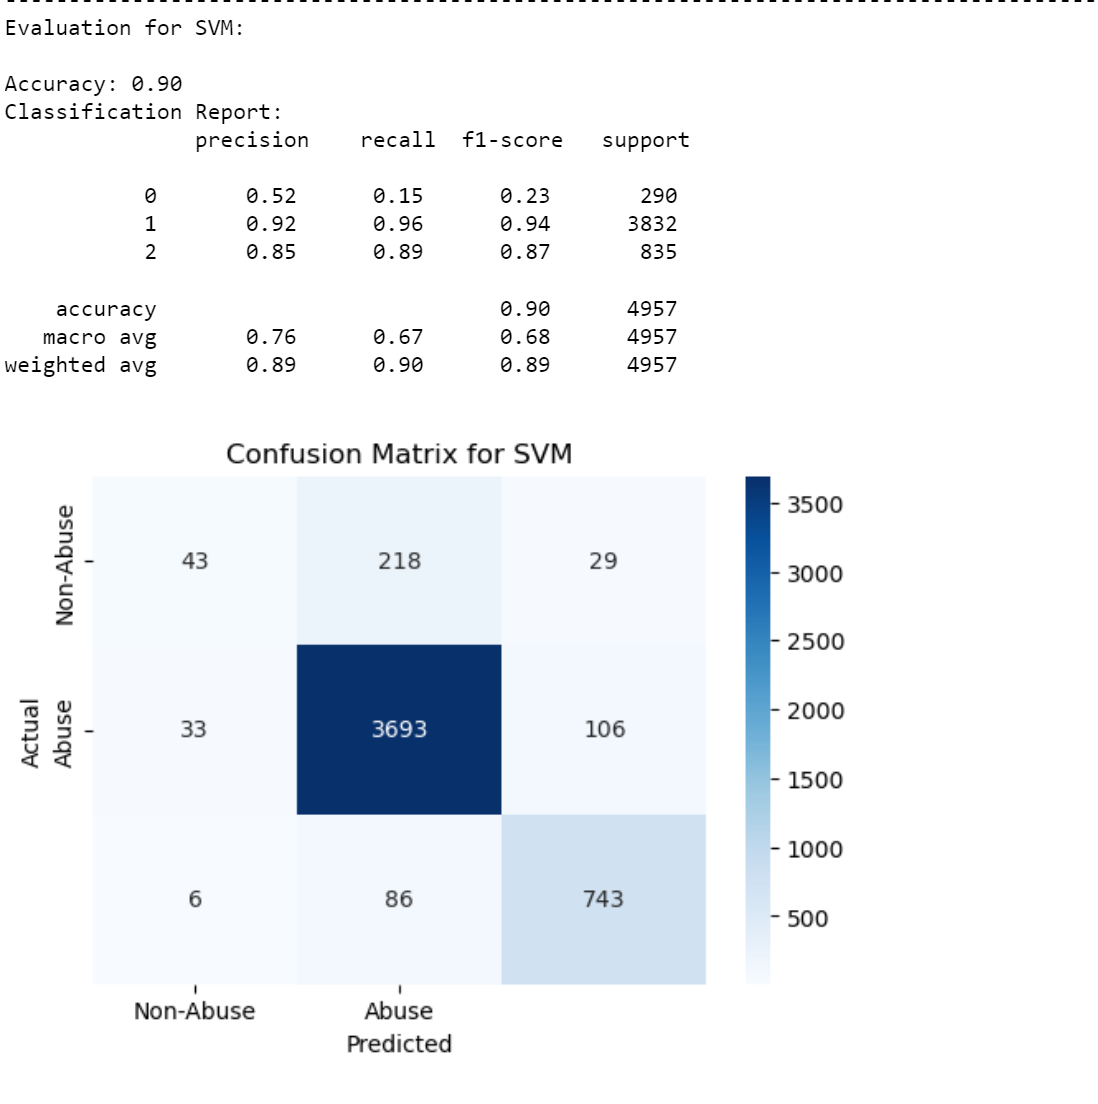 Evaluation for SVM:
Accuracy: 0.90
Classification Report:
precision recall f1-score support
0 0.52 0.15 0.23 290
1 0.92 0.96 0.94 3832
2 0.85 0.89 0.87 835
accuracy 0.90 4957
macro avg 0.76 0.67 0.68 4957
weighted avg 0.89 0.90 0.89 4957
Confusion Matrix for SVM
Non-Abuse 43 218 29
Abuse 33 3693 106
6 86 743
Actual
Non-Abuse Abuse
Predicted
3500
3000
2500
2000
1500
1000
500